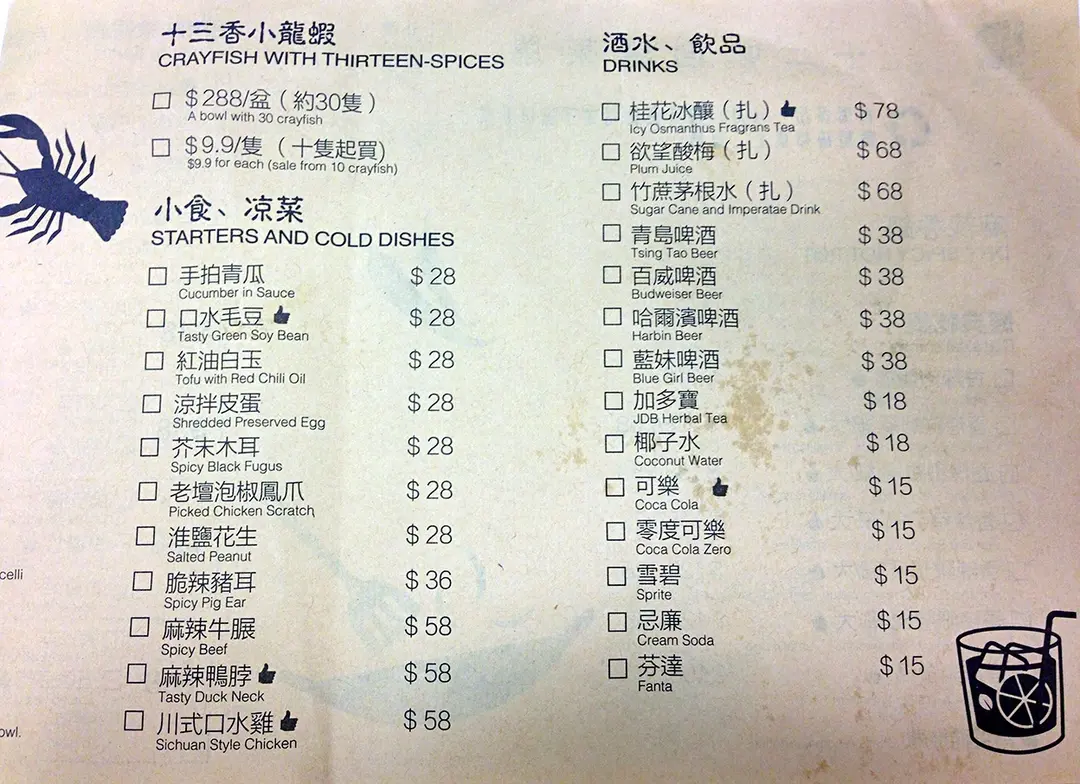 十三香小龍蝦
CRAYFISH WITH THIRTEEN-SPICES
$288/盆（約30隻）
A bowl with 30 crayfish
$9.9/隻 （十隻起買)
$9.9 for each (sale from 10 crayfish)
小食、凉菜
STARTERS AND COLD DISHES
手拍青瓜 $28
Cucumber in Sauce
口水毛豆 $28
Tasty Green Soy Bean
紅油白玉 $28
Tofu with Red Chili Oil
涼拌皮蛋 $28
Shredded Preserved Egg
芥末木耳 $28
Spicy Black Fugus
老壇泡椒鳳爪 $28
Picked Chicken Scratch
淮鹽花生 $28
Salted Peanut
脆辣豬耳 $36
Spicy Pig Ear
麻辣牛𦟌 $58
Spicy Beef
麻辣鴨脖 $58
Tasty Duck Neck
川式口水雞 $58
Sichuan Style Chicken
celli
owl.
酒水、飲品
DRINKS
桂花冰釀（扎） $78
Icy Osmanthus Fragrans Tea
欲望酸梅（扎） $68
Plum Juice
竹蔗茅根水（扎） $68
Sugar Cane and Imperatae Drink
青島啤酒 $38
Tsing Tao Beer
百威啤酒 $38
Budweiser Beer
哈爾濱啤酒 $38
Harbin Beer
藍妹啤酒 $38
Blue Girl Beer
加多寶 $18
JDB Herbal Tea
椰子水 $18
Coconut Water
可樂 $15
Coca Cola
零度可樂 $15
Coca Cola Zero
雪碧 $15
Sprite
忌廉 $15
Cream Soda
芬達 $15
Fanta